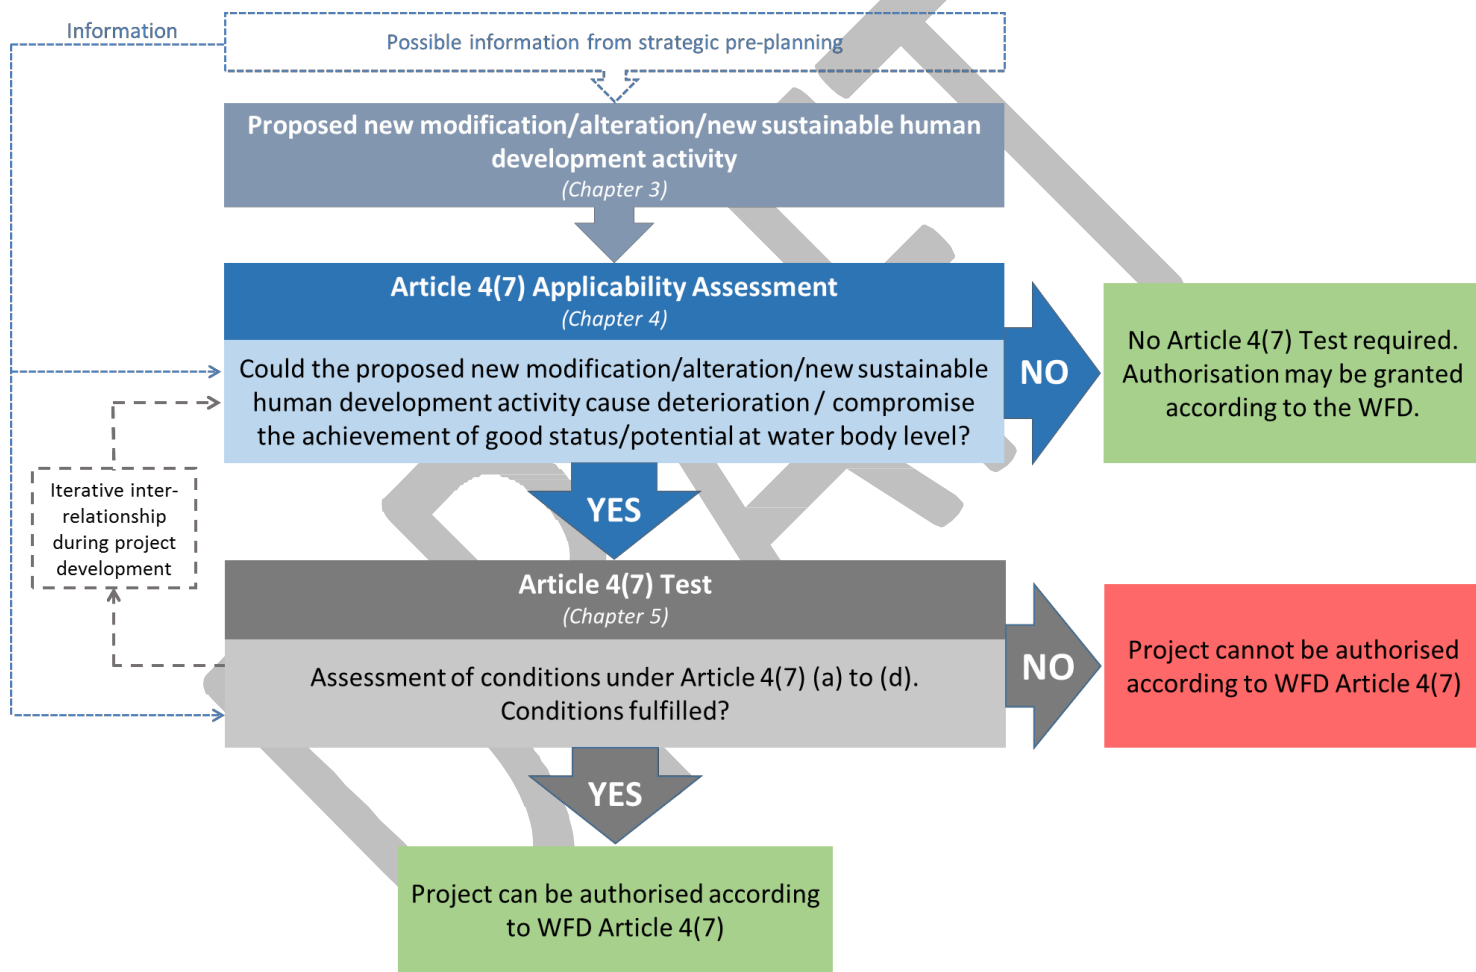 Information
Possible information from strategic pre-planning
Proposed new modification/alteration/new sustainable human
development activity
(Chapter 3)
Article 4(7) Applicability Assessment
(Chapter 4)
Could the proposed new modification/alteration/new sustainable
human development activity cause deterioration / compromise
the achievement of good status/potential at water body level?
NO
No Article 4(7) Test required.
Authorisation may be granted
according to the WFD.
YES
Iterative inter-
relationship
during project
development
Article 4(7) Test
(Chapter 5)
Assessment of conditions under Article 4(7) (a) to (d).
Conditions fulfilled?
NO
Project cannot be authorised
according to WFD Article 4(7)
YES
Project can be authorised according
to WFD Article 4(7)
DRAFT